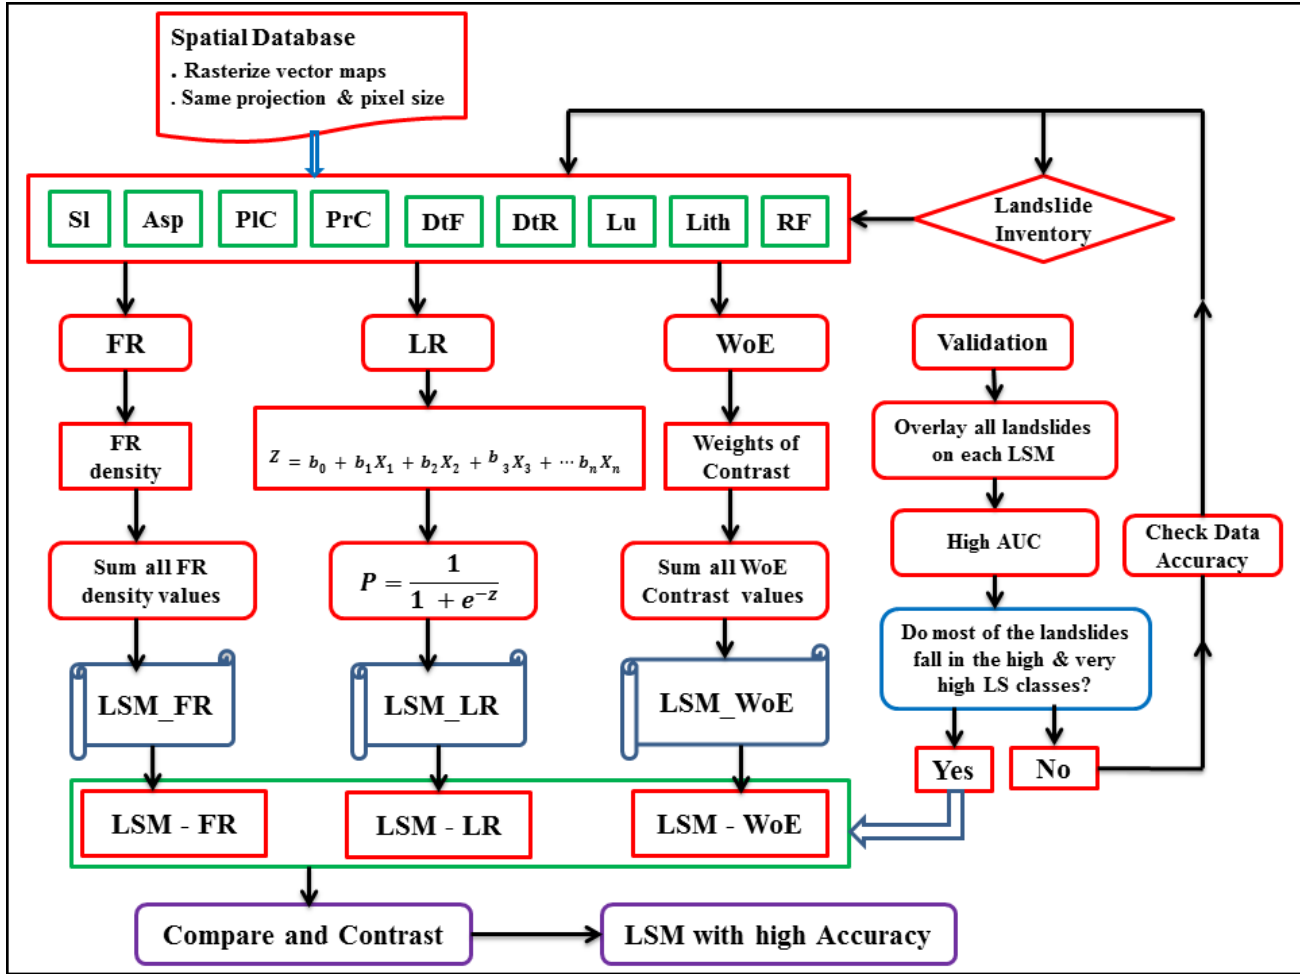 Spatial Database
. Rasterize vector maps
. Same projection & pixel size
Sl
Asp
PlC
PrC
DtF
DtR
Lu
Lith
RF
Landslide
Inventory
FR
LR
WoE
Validation
FR
density
Z = b₀ + b₁X₁ + b₂X₂ + b₃X₃ + ⋯ bₙXₙ
Weights of
Contrast
Overlay all landslides
on each LSM
Sum all FR
density values
P = 1 / (1 + e^{-z})
Sum all WoE
Contrast values
High AUC
Check Data
Accuracy
Do most of the landslides
fall in the high & very
high LS classes?
LSM_FR
LSM_LR
LSM_WoE
Yes
No
LSM - FR
LSM - LR
LSM - WoE
Compare and Contrast
LSM with high Accuracy